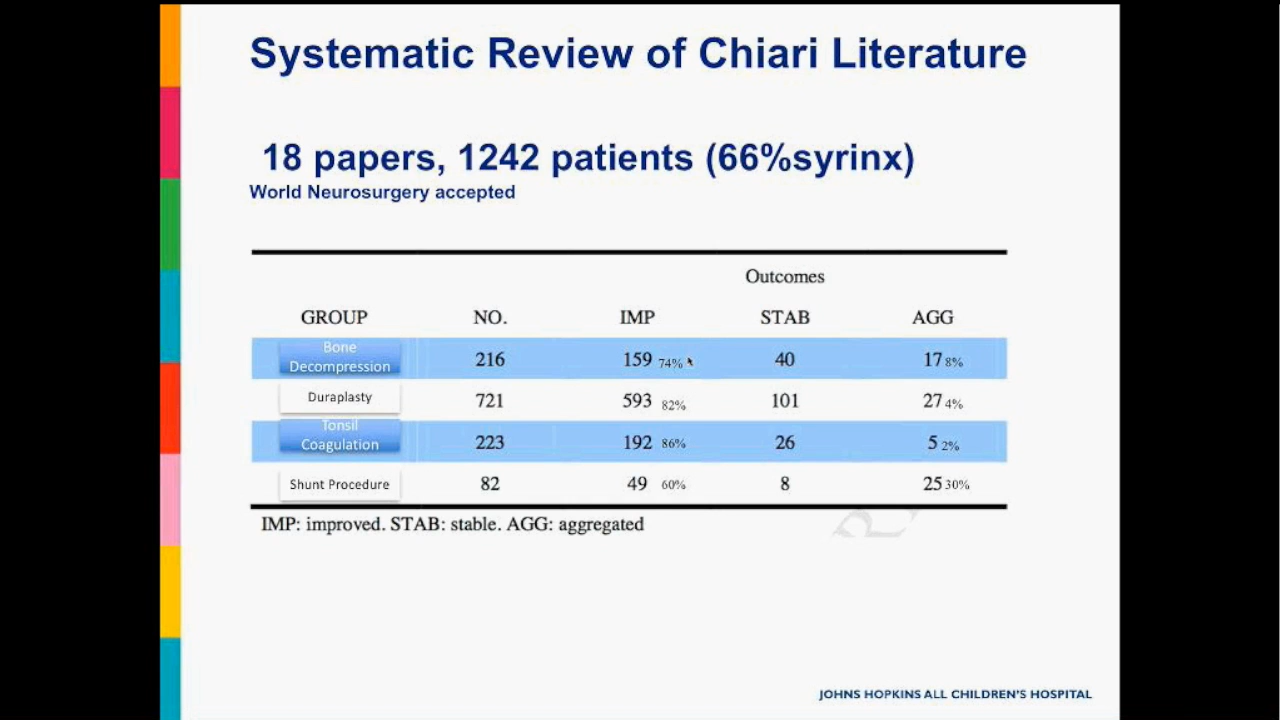 Systematic Review of Chiari Literature
18 papers, 1242 patients (66%syrinx)
World Neurosurgery accepted
Outcomes
GROUP NO. IMP STAB AGG
Bone
Decompression 216 159 74% 40 17 8%
Duraplasty 721 593 82% 101 27 4%
Tonsil
Coagulation 223 192 86% 26 5 2%
Shunt Procedure 82 49 60% 8 25 30%
IMP: improved. STAB: stable. AGG: aggregated
JOHNS HOPKINS ALL CHILDREN'S HOSPITAL